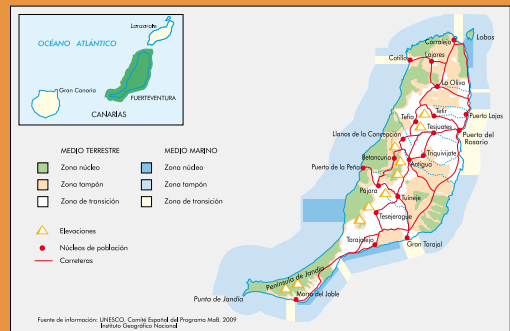 Lanzarote
OCÉANO ATLÁNTICO
Gran Canaria
FUERTEVENTURA
CANARIAS
MEDIO TERRESTRE
Zona núcleo
Zona tampón
Zona de transición
MEDIO MARINO
Zona núcleo
Zona tampón
Zona de transición
Elevaciones
Núcleos de población
Carreteras
Lobos
Corralejo
Cotillo
Lajares
La Oliva
Tefía
Tetir
Puerto Lajas
Tesjuates
Llanos de la Concepción
Puerto del
Rosario
Betancuria
Triquivijate
Antigua
Puerto de la Peña
Pájara
Tuineje
Tesejerague
Tarajalejo
Gran Tarajal
Península de Jandía
Punta de Jandía
Morro del Jable
Fuente de información: UNESCO. Comité Español del Programa MaB. 2009
Instituto Geográfico Nacional